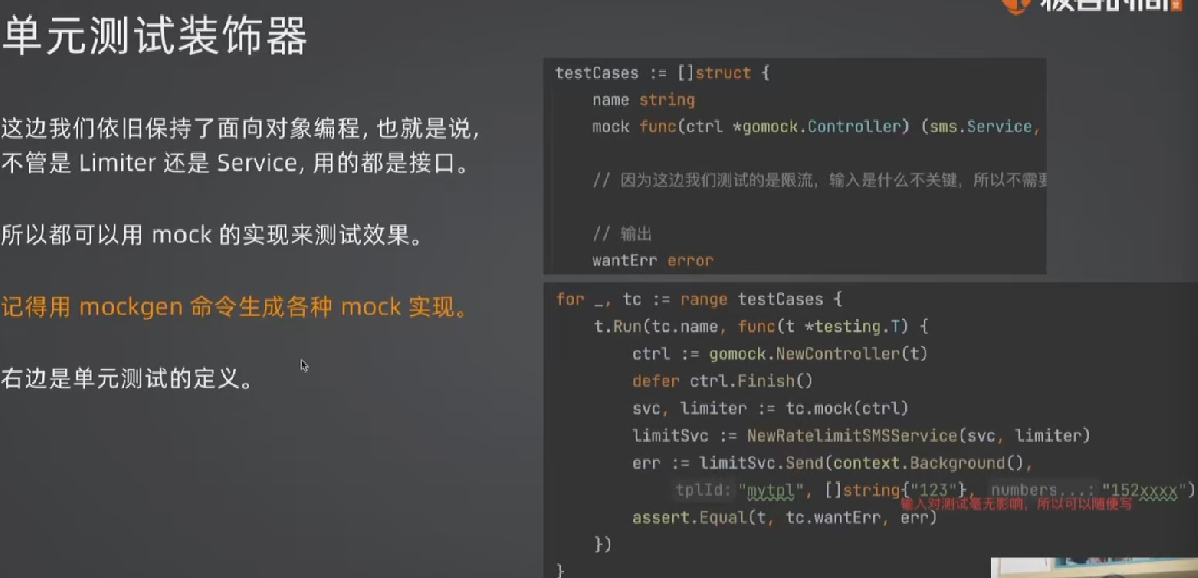 极客时间
单元测试装饰器
这边我们依旧保持了面向对象编程, 也就是说,
不管是 Limiter 还是 Service, 用的都是接口。
所以都可以用 mock 的实现来测试效果。
记得用 mockgen 命令生成各种 mock 实现。
右边是单元测试的定义。
testCases := []struct {
name string
mock func(ctrl *gomock.Controller) (sms.Service,
// 因为这边我们测试的是限流，输入是什么不关键，所以不需要
// 输出
wantErr error
for _, tc := range testCases {
t.Run(tc.name, func(t *testing.T) {
ctrl := gomock.NewController(t)
defer ctrl.Finish()
svc, limiter := tc.mock(ctrl)
limitSvc := NewRatelimitSMSService(svc, limiter)
err := limitSvc.Send(context.Background(),
tplId: "mytpl", []string{"123"}, numbers...: "152xxxx")
输入对测试毫无影响，所以可以随便写
assert.Equal(t, tc.wantErr, err)
})
}